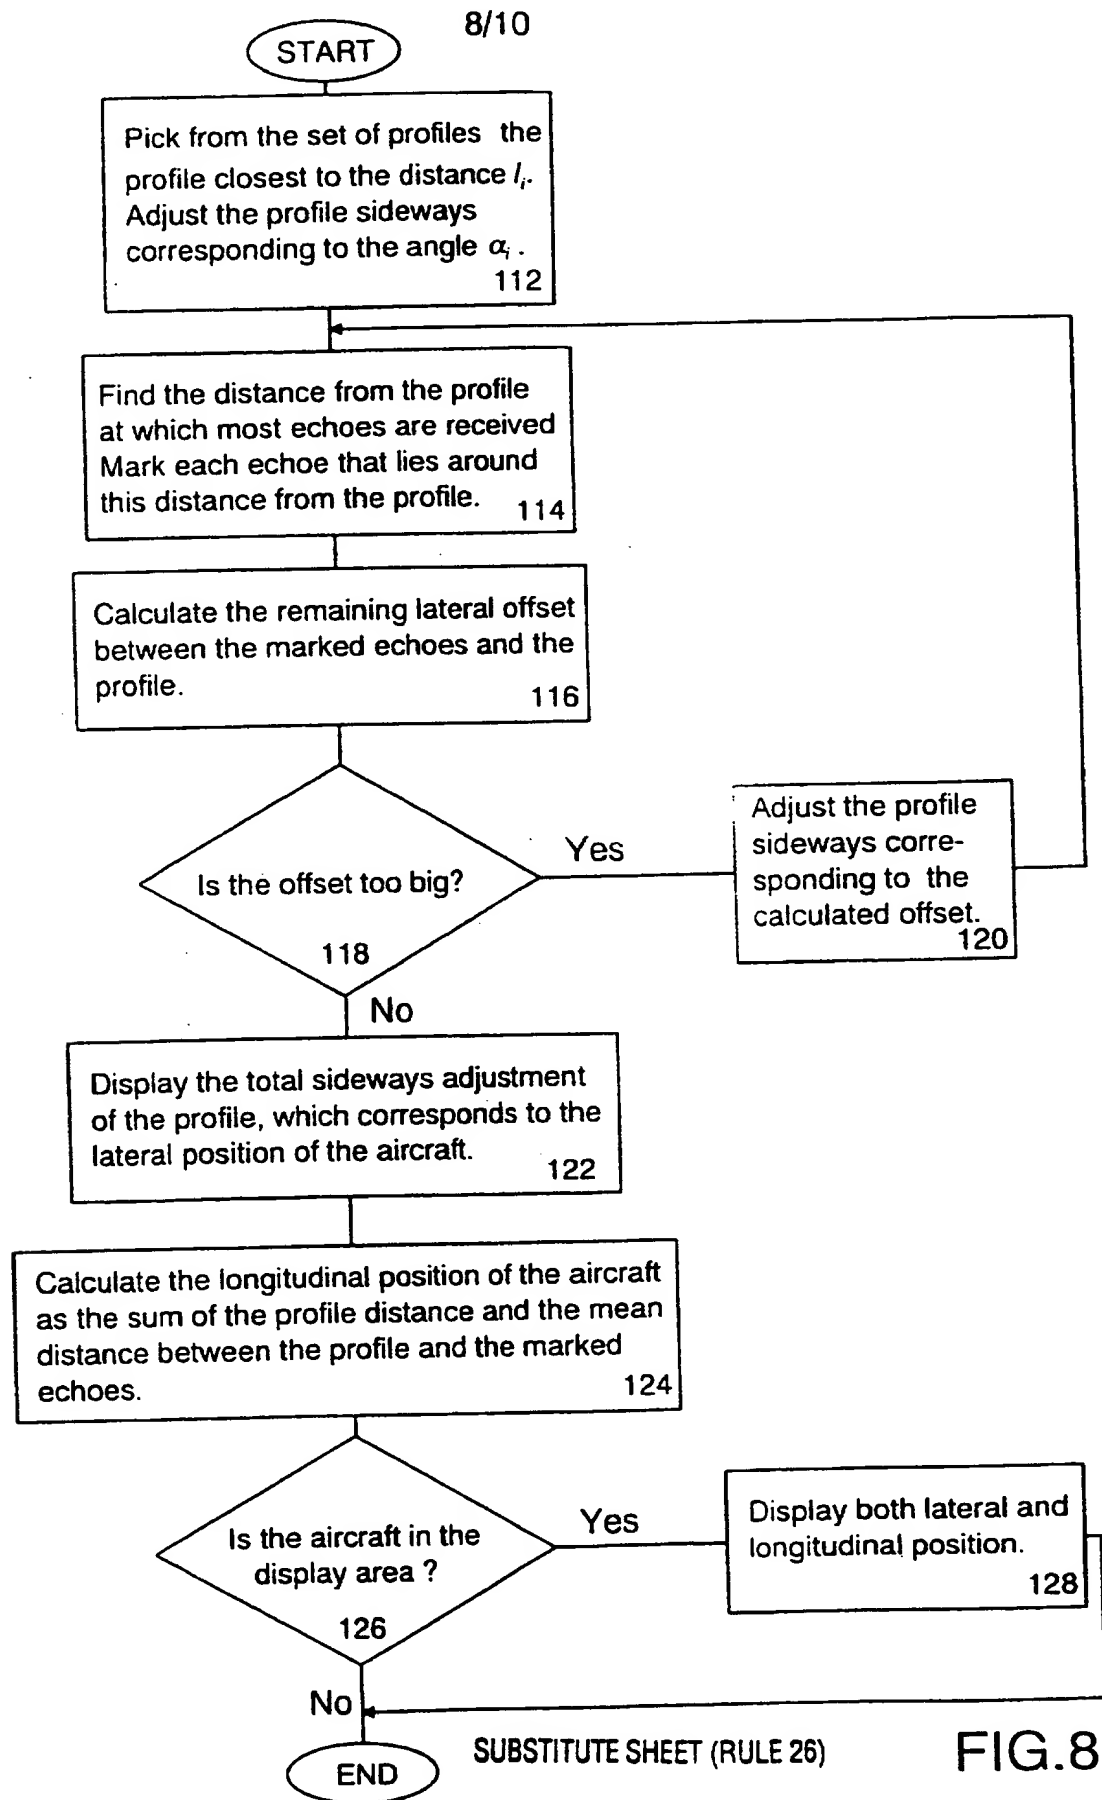 8/10
START
Pick from the set of profiles the
profile closest to the distance lᵢ.
Adjust the profile sideways
corresponding to the angle αᵢ.
112
Find the distance from the profile
at which most echoes are received
Mark each echoe that lies around
this distance from the profile.
114
Calculate the remaining lateral offset
between the marked echoes and the
profile.
116
Is the offset too big?
118
Yes
Adjust the profile
sideways corre-
sponding to the
calculated offset.
120
No
Display the total sideways adjustment
of the profile, which corresponds to the
lateral position of the aircraft.
122
Calculate the longitudinal position of the aircraft
as the sum of the profile distance and the mean
distance between the profile and the marked
echoes.
124
Is the aircraft in the
display area ?
126
Yes
Display both lateral and
longitudinal position.
128
No
END
SUBSTITUTE SHEET (RULE 26)
FIG.8